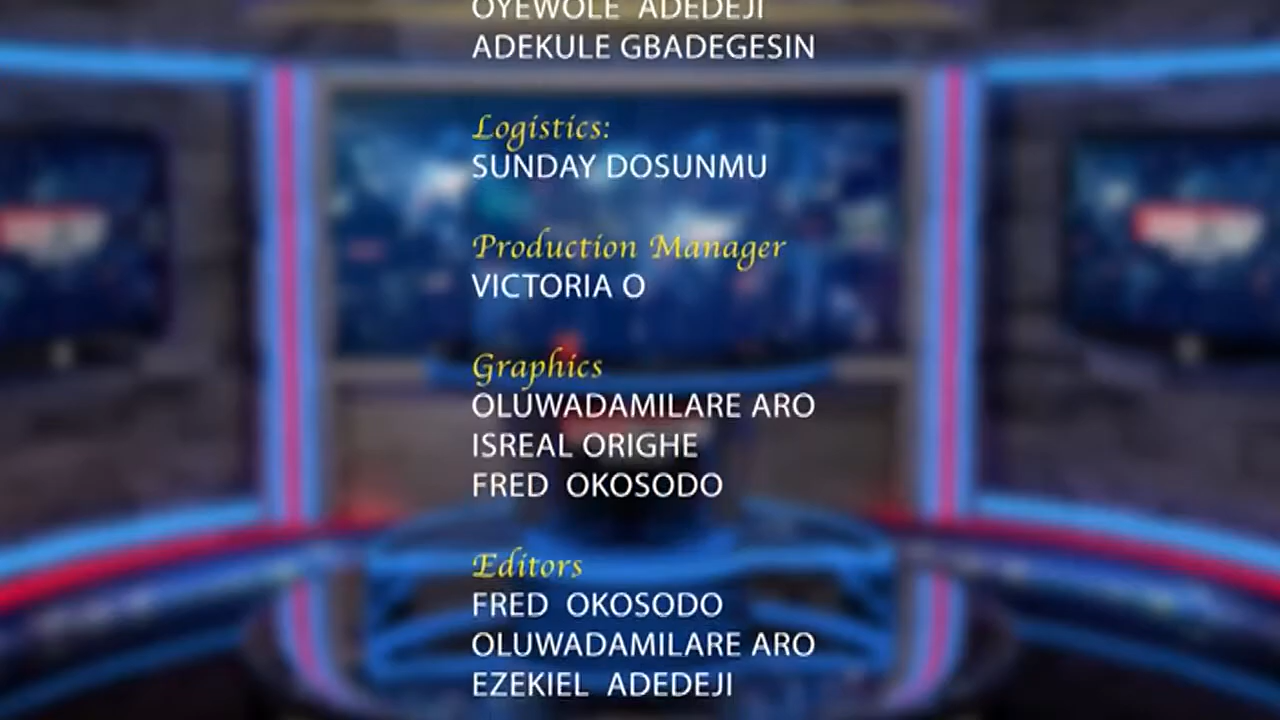 OYEWOLE ADEDEJI
ADEKULE GBADEGESIN
Logistics:
SUNDAY DOSUNMU
Production Manager
VICTORIA O
Graphics
OLUWADAMILARE ARO
ISREAL ORIGHE
FRED OKOSODO
Editors
FRED OKOSODO
OLUWADAMILARE ARO
EZEKIEL ADEDEJI